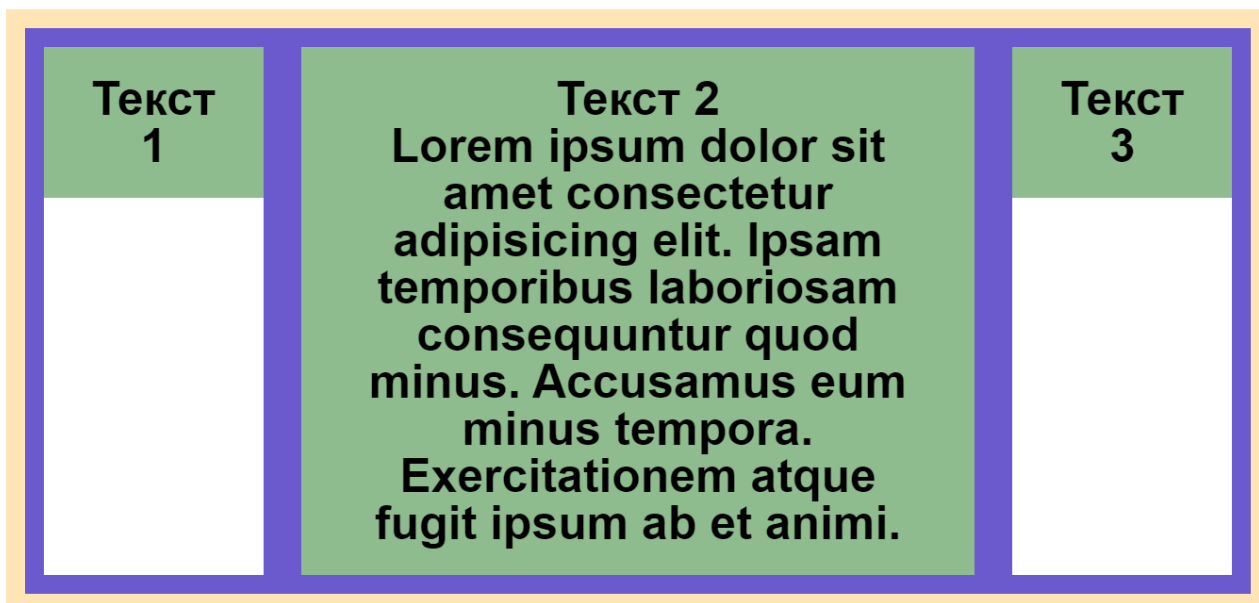 Текст
1
Текст 2
Lorem ipsum dolor sit
amet consectetur
adipisicing elit. Ipsam
temporibus laboriosam
consequuntur quod
minus. Accusamus eum
minus tempora.
Exercitationem atque
fugit ipsum ab et animi.
Текст
3